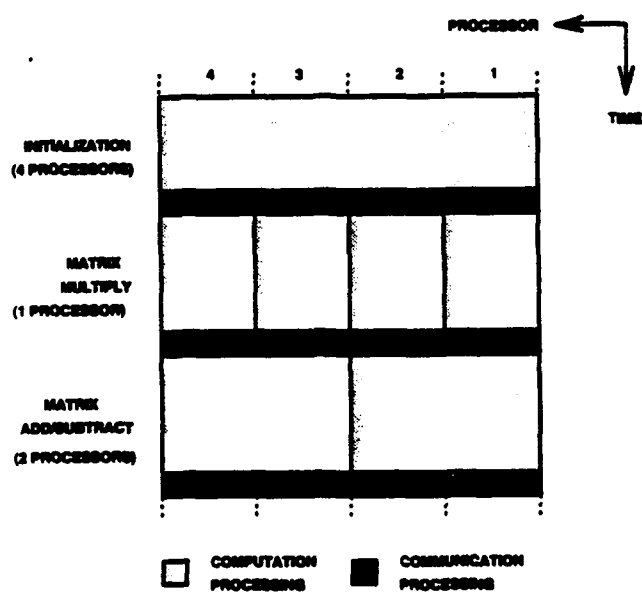 PROCESSOR
TIME
4 3 2 1
INITIALIZATION
(4 PROCESSORS)
MATRIX
MULTIPLY
(1 PROCESSOR)
MATRIX
ADD/SUBTRACT
(2 PROCESSORS)
COMPUTATION
PROCESSING
COMMUNICATION
PROCESSING